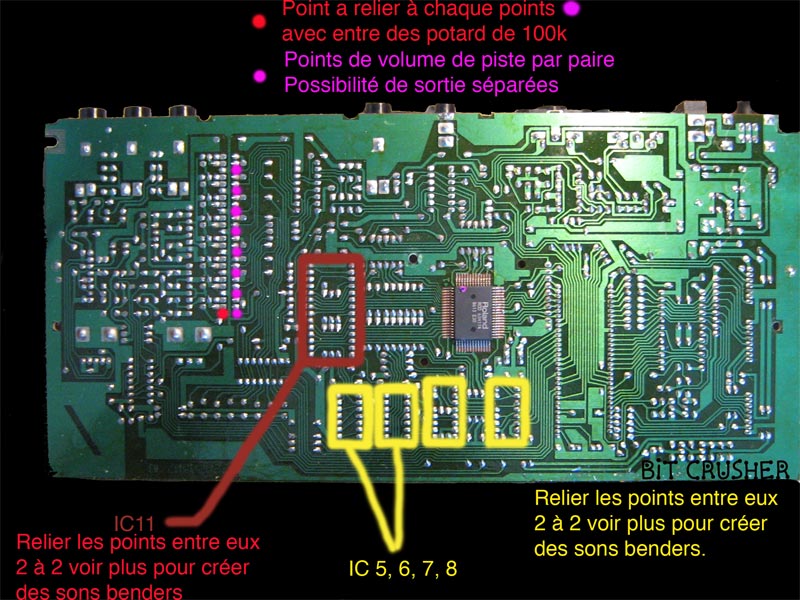 Point a relier à chaque points
avec entre des potard de 100k
Points de volume de piste par paire
Possibilité de sortie séparées
Roland
BiT CRUSHER
IC11
Relier les points entre eux
2 à 2 voir plus pour créer
des sons benders
IC 5, 6, 7, 8
Relier les points entre eux
2 à 2 voir plus pour créer
des sons benders.